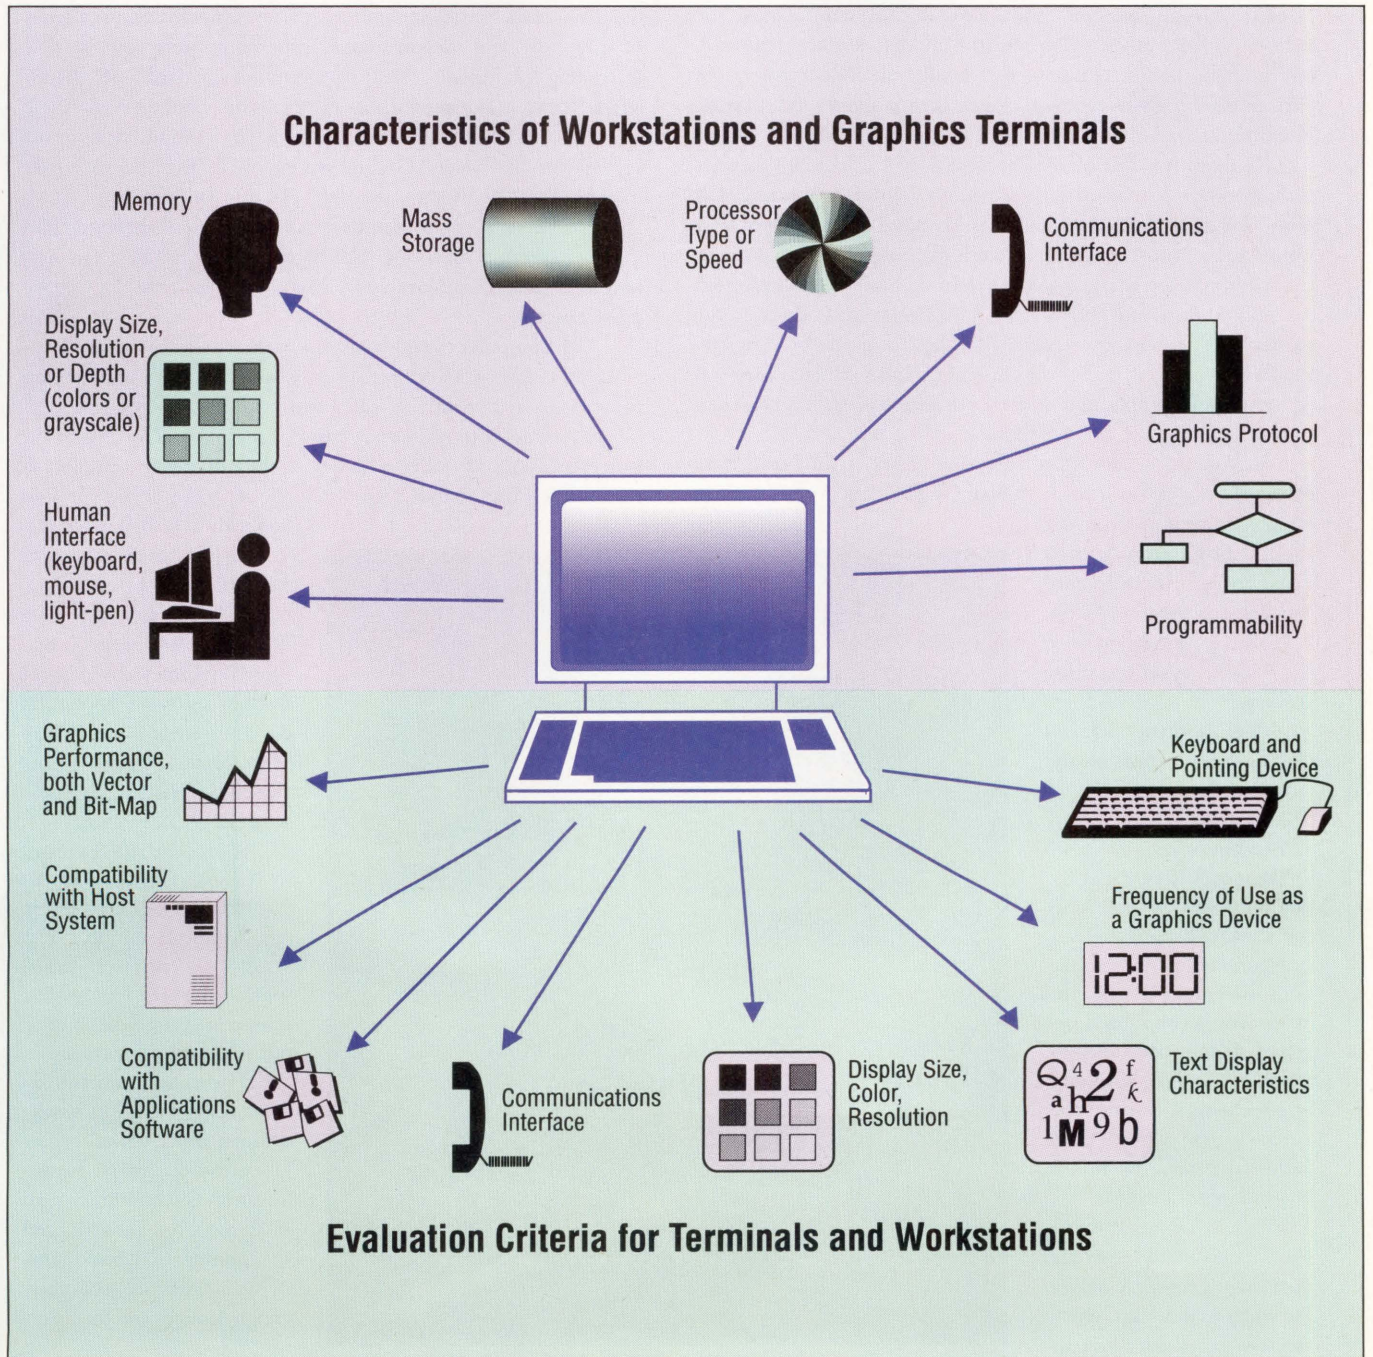 Characteristics of Workstations and Graphics Terminals
Memory
Mass
Storage
Processor
Type or
Speed
Communications
Interface
Display Size,
Resolution
or Depth
(colors or
grayscale)
Graphics Protocol
Human
Interface
(keyboard,
mouse,
light-pen)
Programmability
Graphics
Performance,
both Vector
and Bit-Map
Keyboard and
Pointing Device
Compatibility
with Host
System
Frequency of Use as
a Graphics Device
12:00
Compatibility
with
Applications
Software
Communications
Interface
Display Size,
Color,
Resolution
Q 4 2 f
a h k
1 M 9 b
Text Display
Characteristics
Evaluation Criteria for Terminals and Workstations